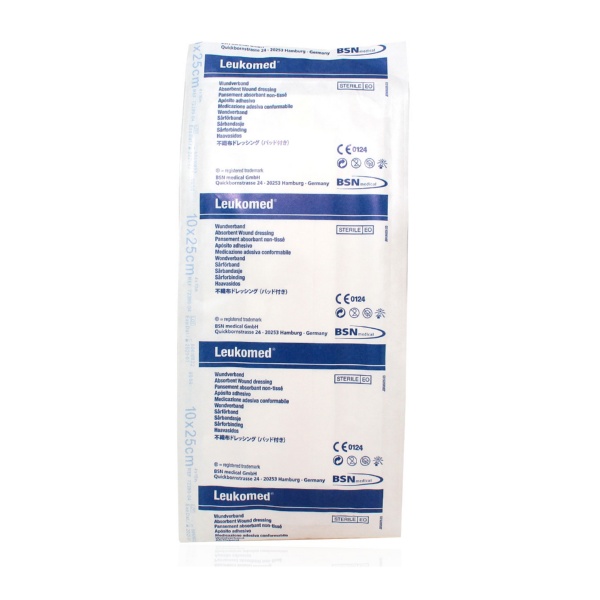 BSN medical GmbH
Quickbornstrasse 24 - 20253 Hamburg - Germany
BSN medical
Leukomed®
Wundverband
Absorbent Wound dressing
Pansement absorbant non-tissé
Apósito adhesivo
Medicazione adesiva conformabile
Wondverband
Sårförband
Sårbandasje
Sårforbinding
Haavasidos
不織布ドレッシング (パッド付き)
STERILE EO
CE 0124
® = registered trademark
BSN medical GmbH
Quickbornstrasse 24 - 20253 Hamburg - Germany
BSN medical
10x25cm
Leukomed®
Wundverband
Absorbent Wound dressing
Pansement absorbant non-tissé
Apósito adhesivo
Medicazione adesiva conformabile
Wondverband
Sårförband
Sårbandasje
Sårforbinding
Haavasidos
不織布ドレッシング (パッド付き)
STERILE EO
CE 0124
® = registered trademark
BSN medical GmbH
Quickbornstrasse 24 - 20253 Hamburg - Germany
BSN medical
10x25cm
Leukomed®
Wundverband
Absorbent Wound dressing
Pansement absorbant non-tissé
Apósito adhesivo
Medicazione adesiva conformabile
Wondverband
Sårförband
Sårbandasje
Sårforbinding
Haavasidos
不織布ドレッシング (パッド付き)
STERILE EO
CE 0124
® = registered trademark
BSN medical GmbH
Quickbornstrasse 24 - 20253 Hamburg - Germany
BSN medical
10x25cm
Leukomed®
Wundverband
Absorbent Wound dressing
Pansement absorbant non-tissé
Apósito adhesivo
STERILE EO